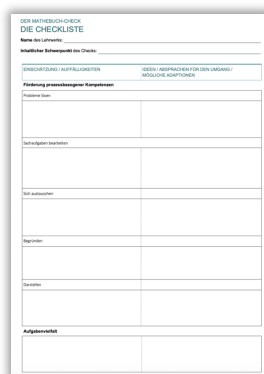 DER MATHEBUCH-CHECK
DIE CHECKLISTE
Name des Lehrwerks:
Inhaltlicher Schwerpunkt des Checks:
EINSCHÄTZUNG / AUFFÄLLIGKEITEN
IDEEN / ABSPRACHEN FÜR DEN UMGANG /
MÖGLICHE ADAPTIONEN
Förderung prozessbezogener Kompetenzen
Probleme lösen
Sachaufgaben bearbeiten
Sich austauschen
Begründen
Darstellen
Aufgabenvielfalt